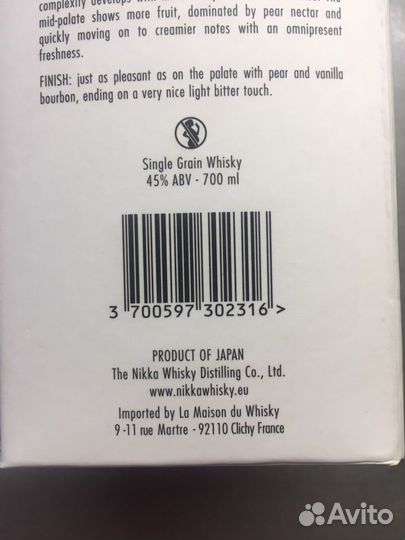 complexity develops with
mid-palate shows more fruit, dominated by pear nectar and
quickly moving on to creamier notes with an omnipresent
freshness.
FINISH: just as pleasant as on the palate with pear and vanilla
bourbon, ending on a very nice light bitter touch.
Single Grain Whisky
45% ABV - 700 ml
3 700597 302316 >
PRODUCT OF JAPAN
The Nikka Whisky Distilling Co., Ltd.
www.nikkawhisky.eu
Imported by La Maison du Whisky
9 -11 rue Martre - 92110 Clichy France
Avito